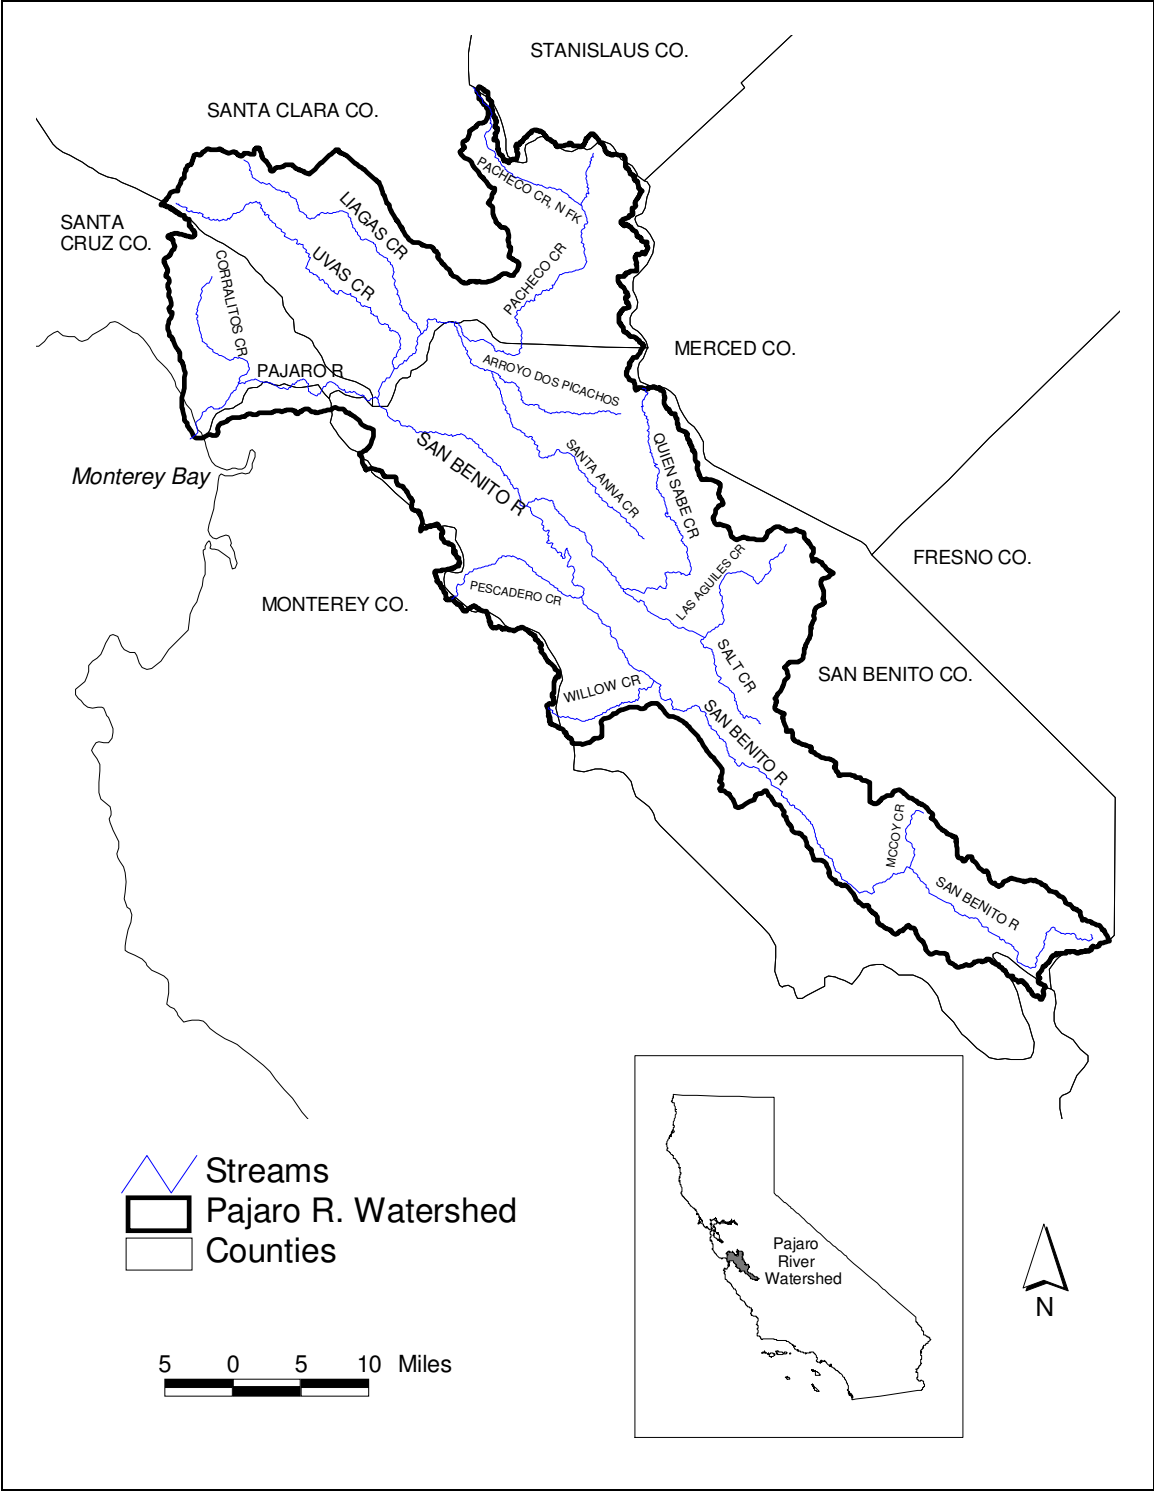 STANISLAUS CO.
SANTA CLARA CO.
PACHECO CR, N FK
LIAGAS CR
SANTA
CRUZ CO.
UVAS CR
CORRALITOS CR
PACHECO CR
MERCED CO.
PAJARO R
ARROYO DOS PICACHOS
SAN BENITO R
SANTA ANNA CR
QUIEN SABE CR
Monterey Bay
FRESNO CO.
LAS AGUILES CR
PESCADERO CR
MONTEREY CO.
SALT CR
SAN BENITO CO.
WILLOW CR
SAN BENITO R
MCCOY CR
SAN BENITO R
Streams
Pajaro R. Watershed
Counties
Pajaro
River
Watershed
N
5 0 5 10 Miles